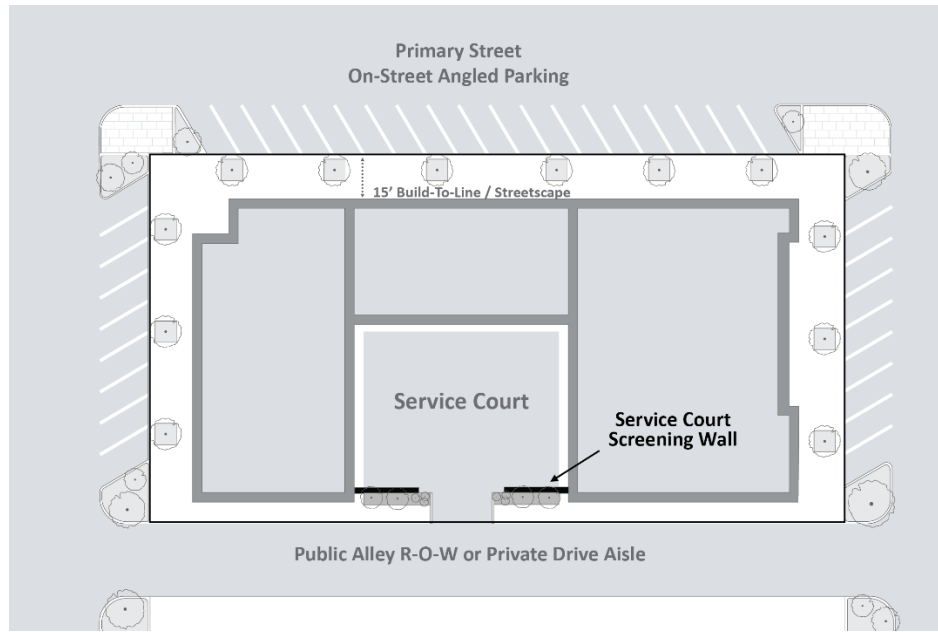 Primary Street
On-Street Angled Parking
15' Build-To-Line / Streetscape
Service Court
Service Court
Screening Wall
Public Alley R-O-W or Private Drive Aisle